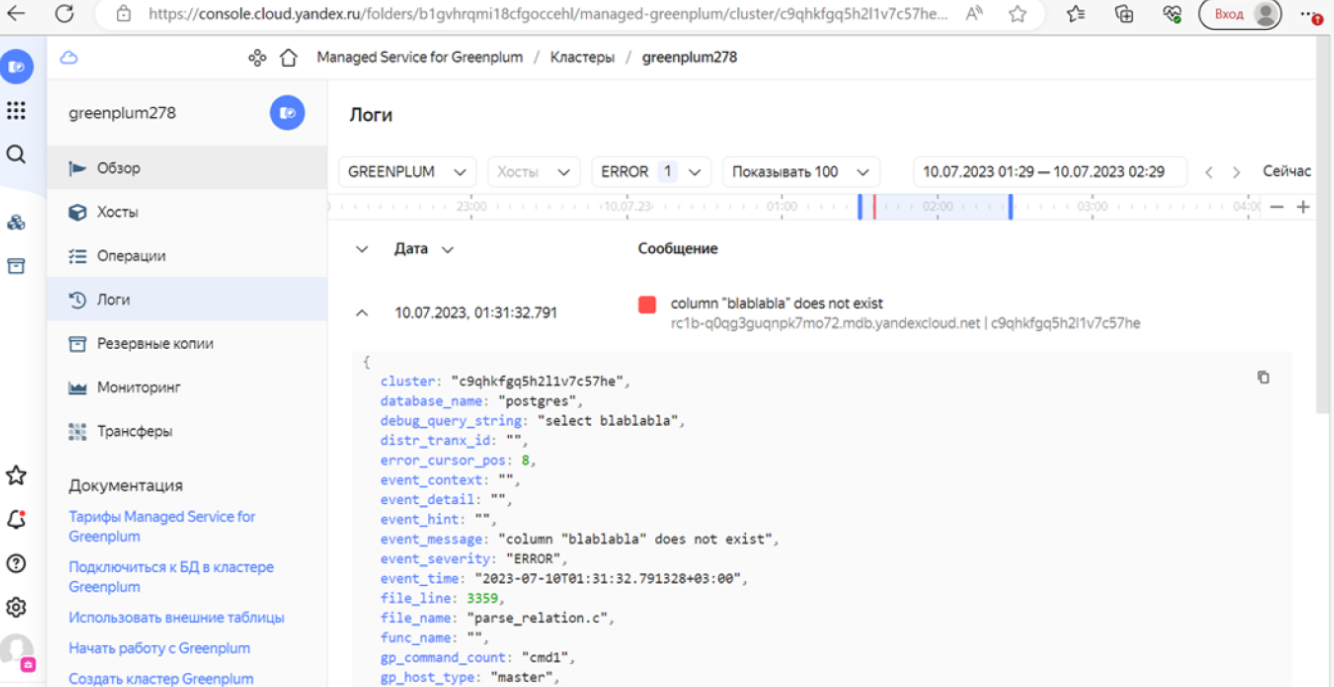 https://console.cloud.yandex.ru/folders/b1gvhrqmi18cfgoccehl/managed-greenplum/cluster/c9qhkfgq5h2l1v7c57he...
Вход
Managed Service for Greenplum / Кластеры / greenplum278
greenplum278
Обзор
Хосты
Операции
Логи
Резервные копии
Мониторинг
Трансферы
Документация
Тарифы Managed Service for
Greenplum
Подключиться к БД в кластере
Greenplum
Использовать внешние таблицы
Начать работу с Greenplum
Создать кластер Greenplum
Логи
GREENPLUM Хосты ERROR 1 Показывать 100 10.07.2023 01:29 — 10.07.2023 02:29 Сейчас
23:00 10.07.23 01:00 02:00 03:00 04:00
Дата Сообщение
10.07.2023, 01:31:32.791 column "blablabla" does not exist
rc1b-q0qg3guqnpk7mo72.mdb.yandexcloud.net | c9qhkfgq5h2l1v7c57he
{
cluster: "c9qhkfgq5h2l1v7c57he",
database_name: "postgres",
debug_query_string: "select blablabla",
distr_tranx_id: "",
error_cursor_pos: 8,
event_context: "",
event_detail: "",
event_hint: "",
event_message: "column "blablabla" does not exist",
event_severity: "ERROR",
event_time: "2023-07-10T01:31:32.791328+03:00",
file_line: 3359,
file_name: "parse_relation.c",
func_name: "",
gp_command_count: "cmd1",
gp_host_type: "master",